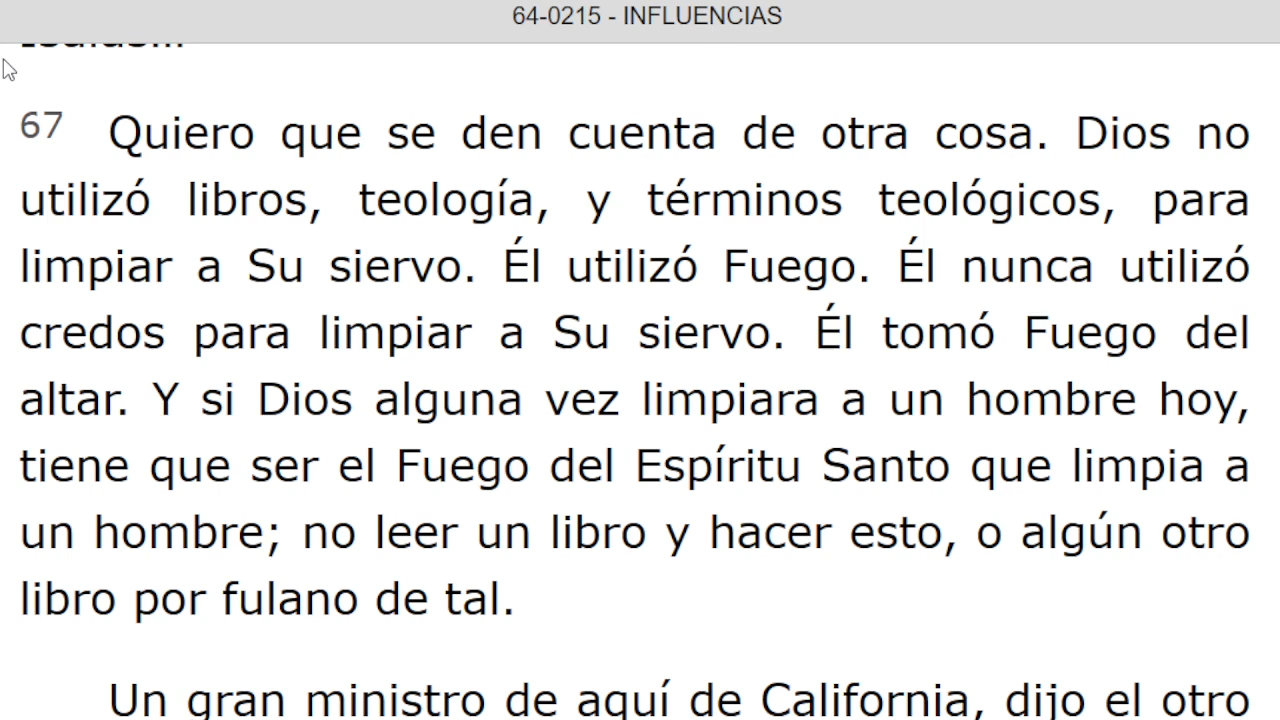 64-0215 - INFLUENCIAS
67 Quiero que se den cuenta de otra cosa. Dios no
utilizó libros, teología, y términos teológicos, para
limpiar a Su siervo. Él utilizó Fuego. Él nunca utilizó
credos para limpiar a Su siervo. Él tomó Fuego del
altar. Y si Dios alguna vez limpiara a un hombre hoy,
tiene que ser el Fuego del Espíritu Santo que limpia a
un hombre; no leer un libro y hacer esto, o algún otro
libro por fulano de tal.
Un gran ministro de aquí de California, dijo el otro